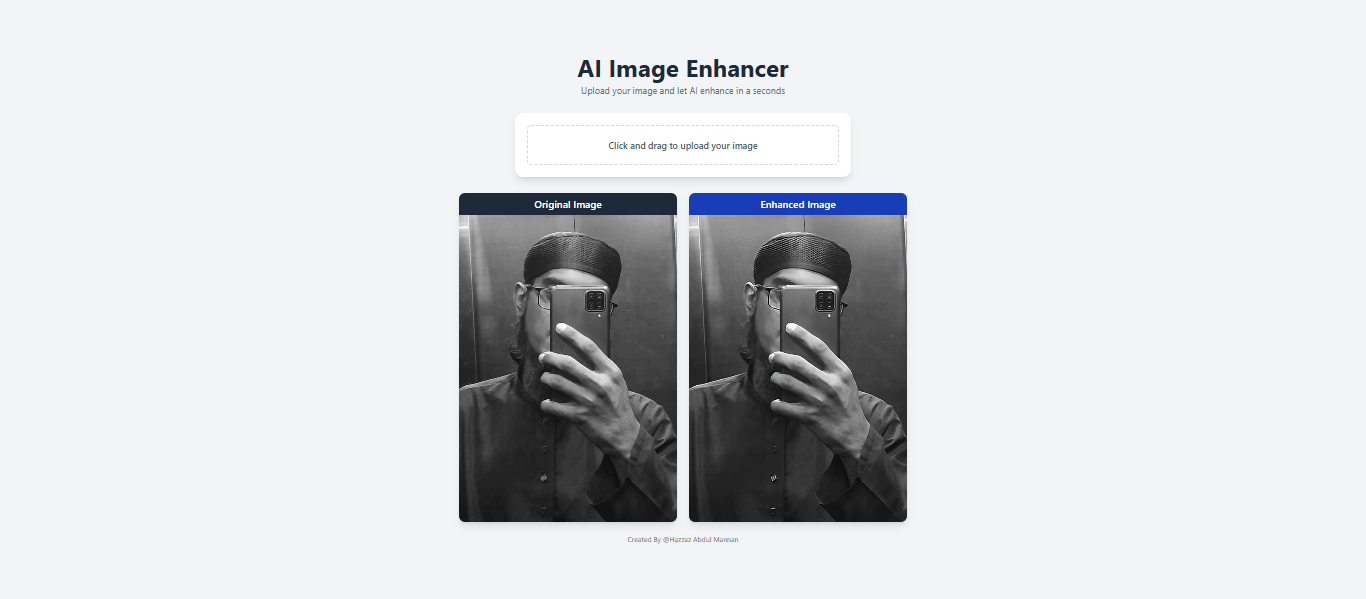 AI Image Enhancer
Upload your image and let AI enhance in a seconds
Click and drag to upload your image
Original Image
Enhanced Image
Created By @Hazzaz Abdul Mannan